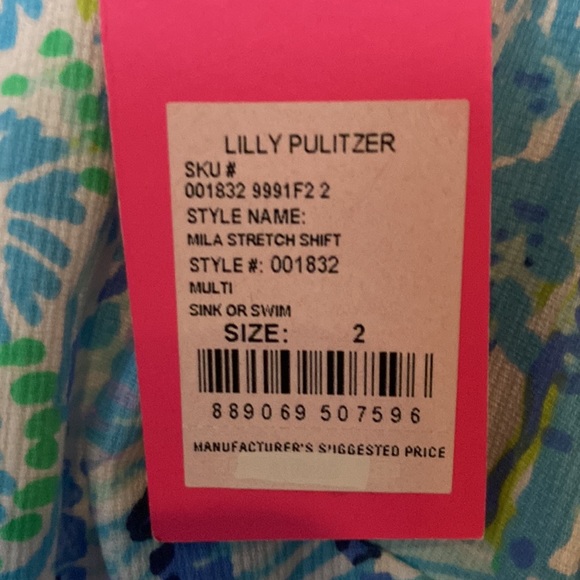 LILLY PULITZER
SKU #
001832 9991F2 2
STYLE NAME:
MILA STRETCH SHIFT
STYLE #: 001832
MULTI
SINK OR SWIM
SIZE: 2
889069 507596
MANUFACTURER'S SUGGESTED PRICE